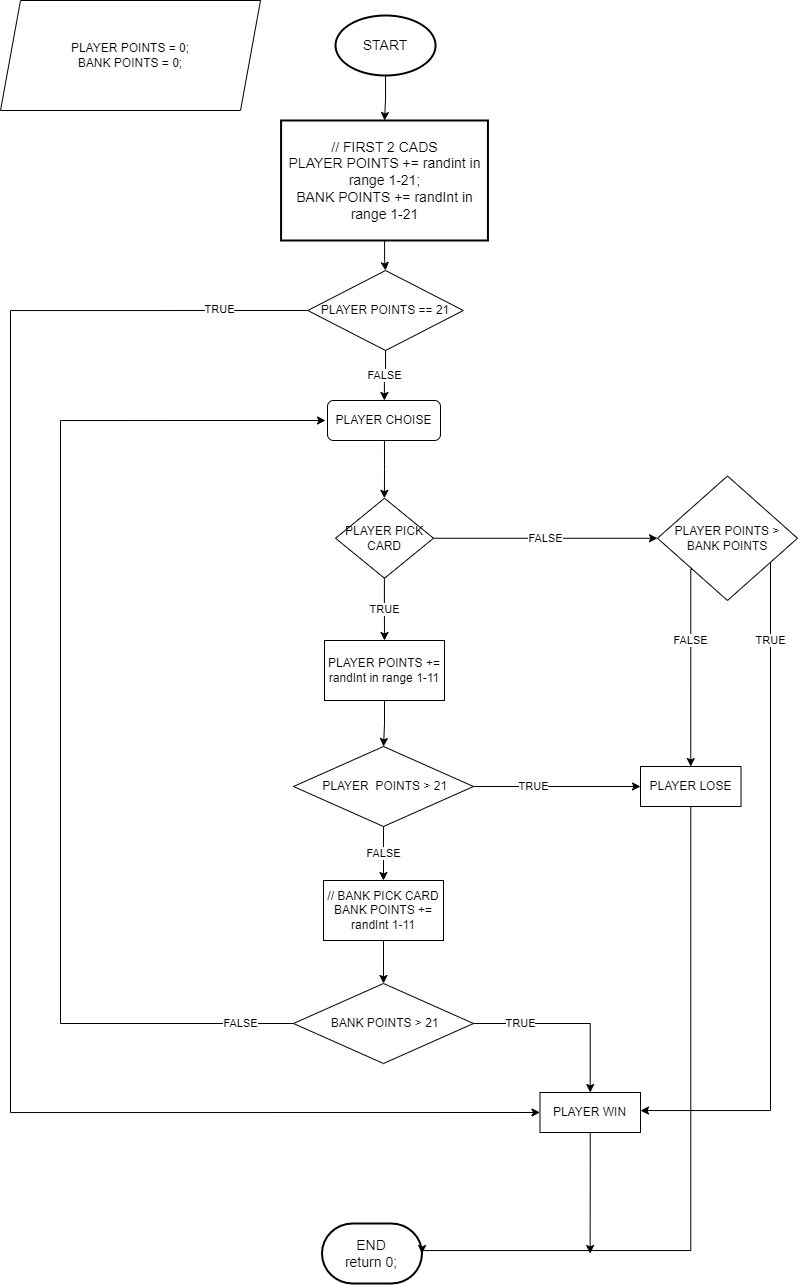 PLAYER POINTS = 0;
BANK POINTS = 0;
START
// FIRST 2 CADS
PLAYER POINTS += randint in
range 1-21;
BANK POINTS += randInt in
range 1-21
PLAYER POINTS == 21
TRUE
FALSE
PLAYER CHOISE
PLAYER PICK
CARD
FALSE
PLAYER POINTS >
BANK POINTS
TRUE
FALSE
TRUE
PLAYER POINTS +=
randInt in range 1-11
PLAYER POINTS > 21
TRUE
PLAYER LOSE
FALSE
// BANK PICK CARD
BANK POINTS +=
randInt 1-11
FALSE
BANK POINTS > 21
TRUE
PLAYER WIN
END
return 0;